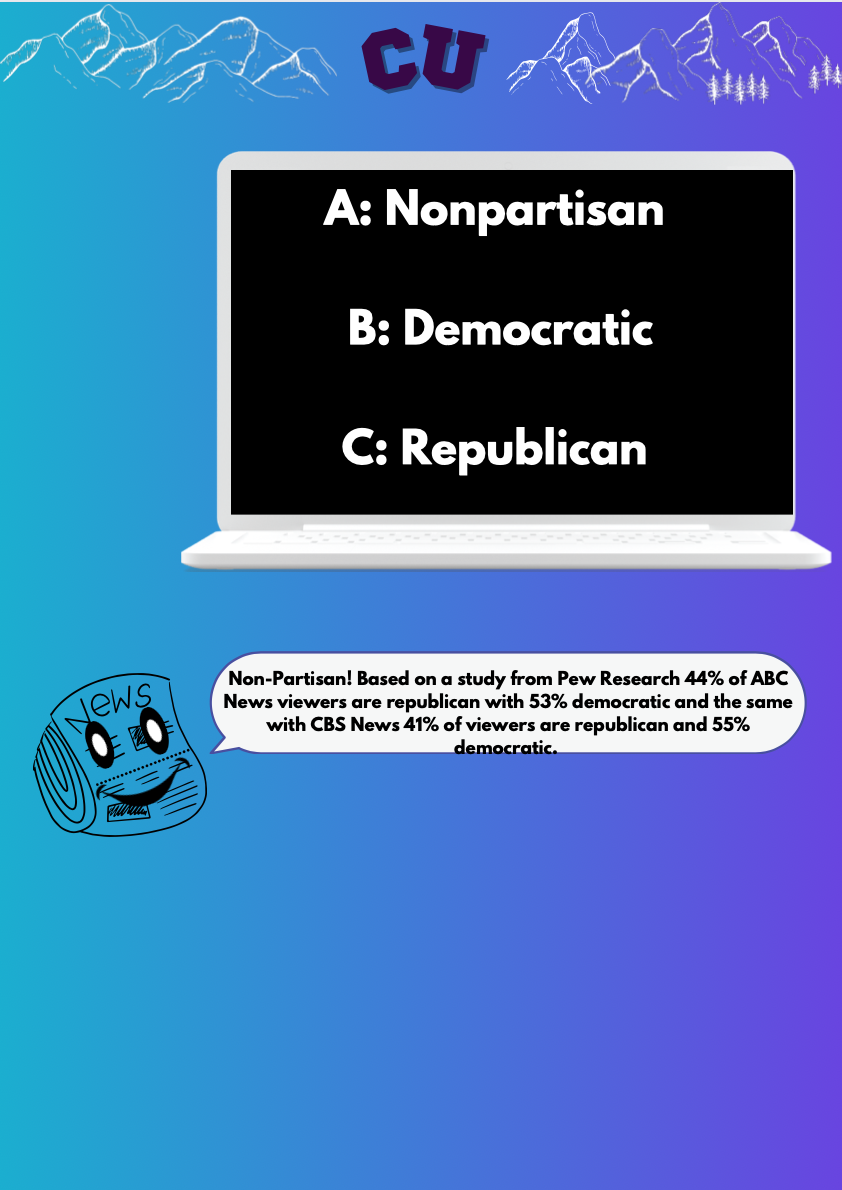 CU
A: Nonpartisan
B: Democratic
C: Republican
News
Non-Partisan! Based on a study from Pew Research 44% of ABC
News viewers are republican with 53% democratic and the same
with CBS News 41% of viewers are republican and 55%
democratic.